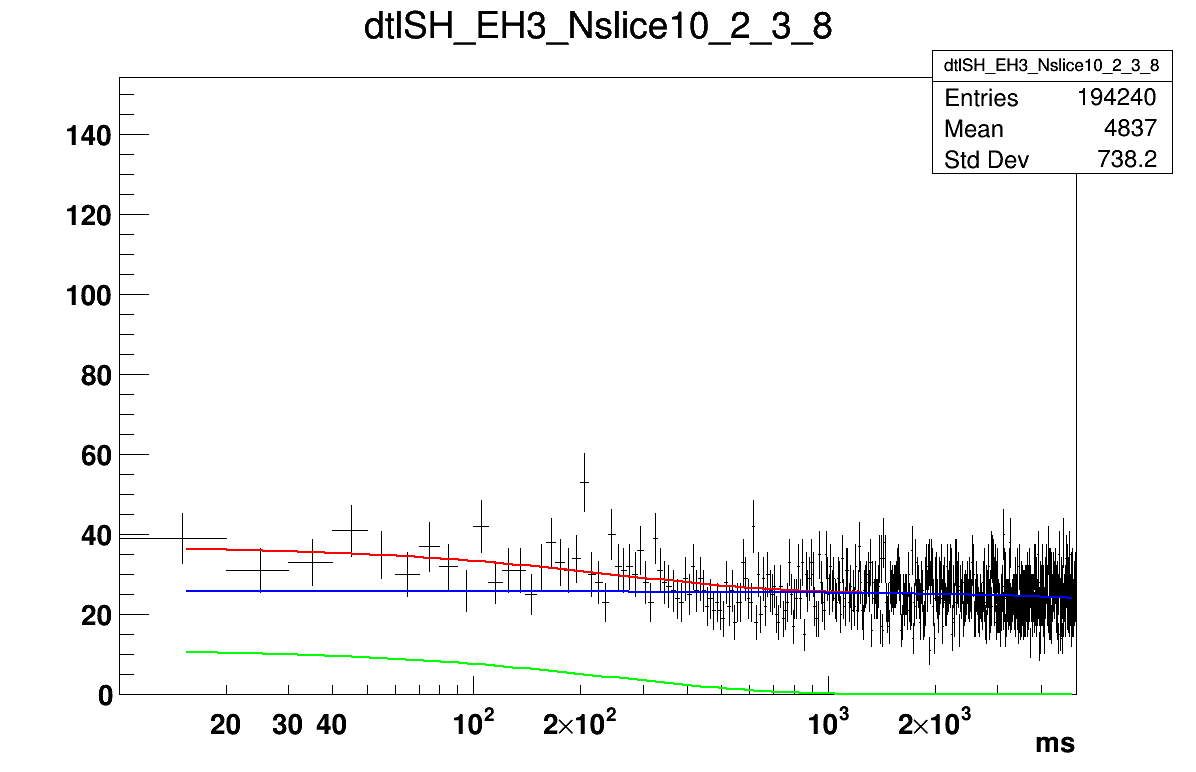 dtlSH_EH3_Nslice10_2_3_8
dtlSH_EH3_Nslice10_2_3_8
Entries 194240
Mean 4837
Std Dev 738.2
140
120
100
80
60
40
20
0
20 30 40 10² 2×10² 10³ 2×10³
ms